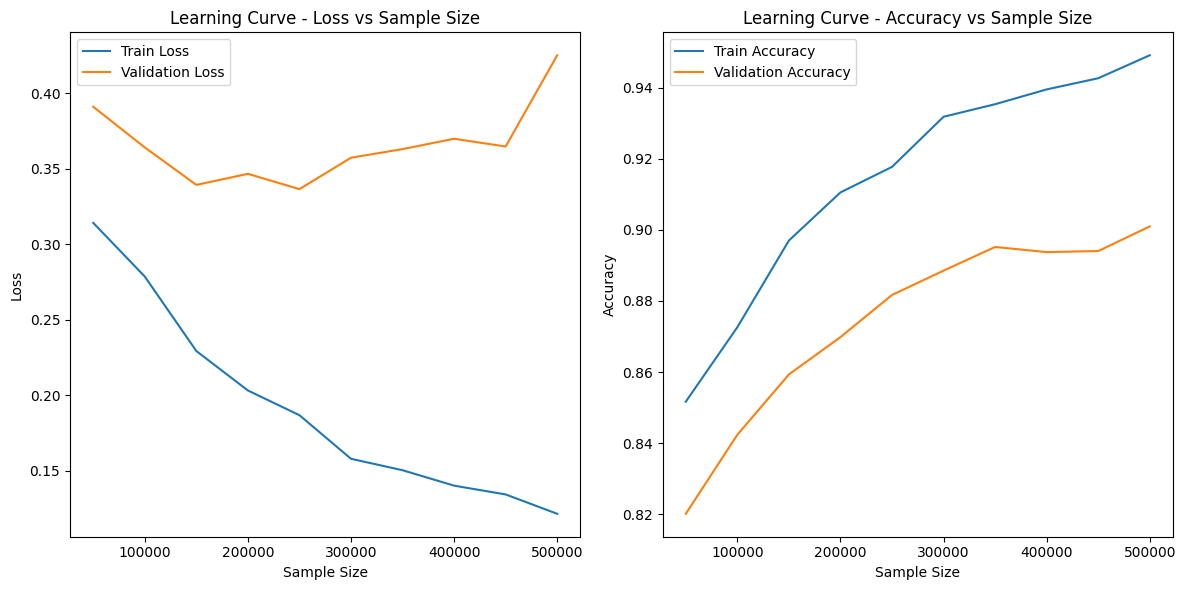 Learning Curve - Loss vs Sample Size
Train Loss
Validation Loss
0.40
0.35
0.30
0.25
0.20
0.15
Loss
100000 200000 300000 400000 500000
Sample Size
Learning Curve - Accuracy vs Sample Size
Train Accuracy
Validation Accuracy
0.94
0.92
0.90
0.88
0.86
0.84
0.82
Accuracy
100000 200000 300000 400000 500000
Sample Size